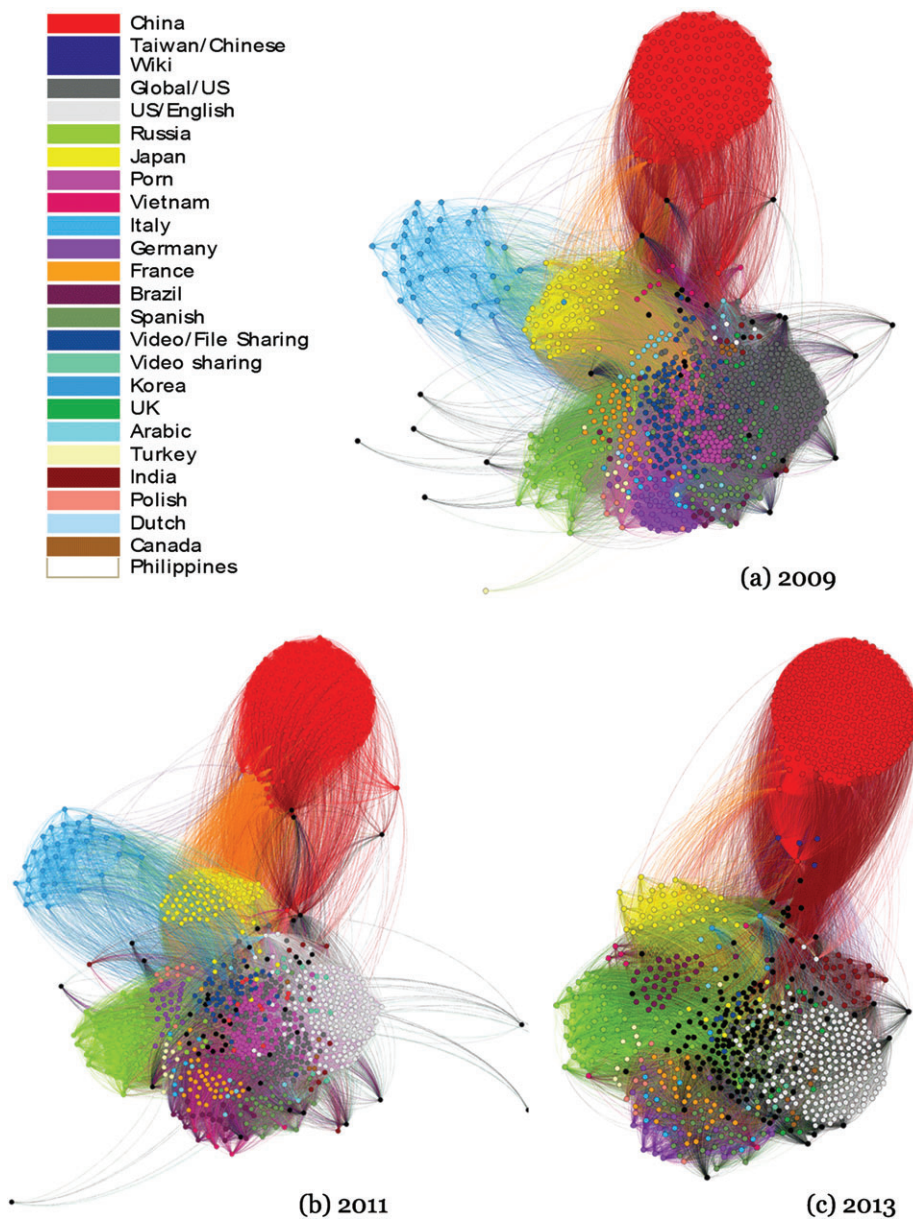 China
Taiwan/Chinese
Wiki
Global/US
US/English
Russia
Japan
Porn
Vietnam
Italy
Germany
France
Brazil
Spanish
Video/File Sharing
Video sharing
Korea
UK
Arabic
Turkey
India
Polish
Dutch
Canada
Philippines
(a) 2009
(b) 2011
(c) 2013